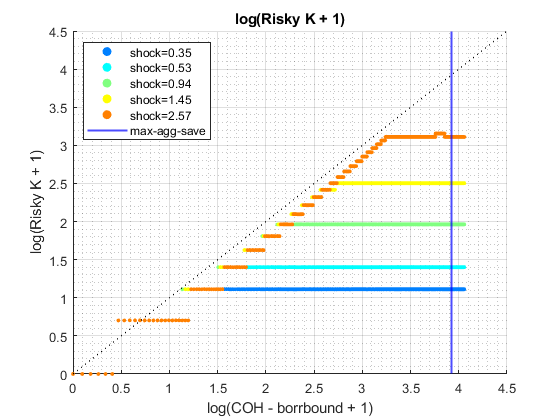 log(Risky K + 1)
4.5
4
3.5
3
2.5
2
1.5
1
0.5
0
log(Risky K + 1)
shock=0.35
shock=0.53
shock=0.94
shock=1.45
shock=2.57
max-agg-save
0 0.5 1 1.5 2 2.5 3 3.5 4 4.5
log(COH - borrbound + 1)